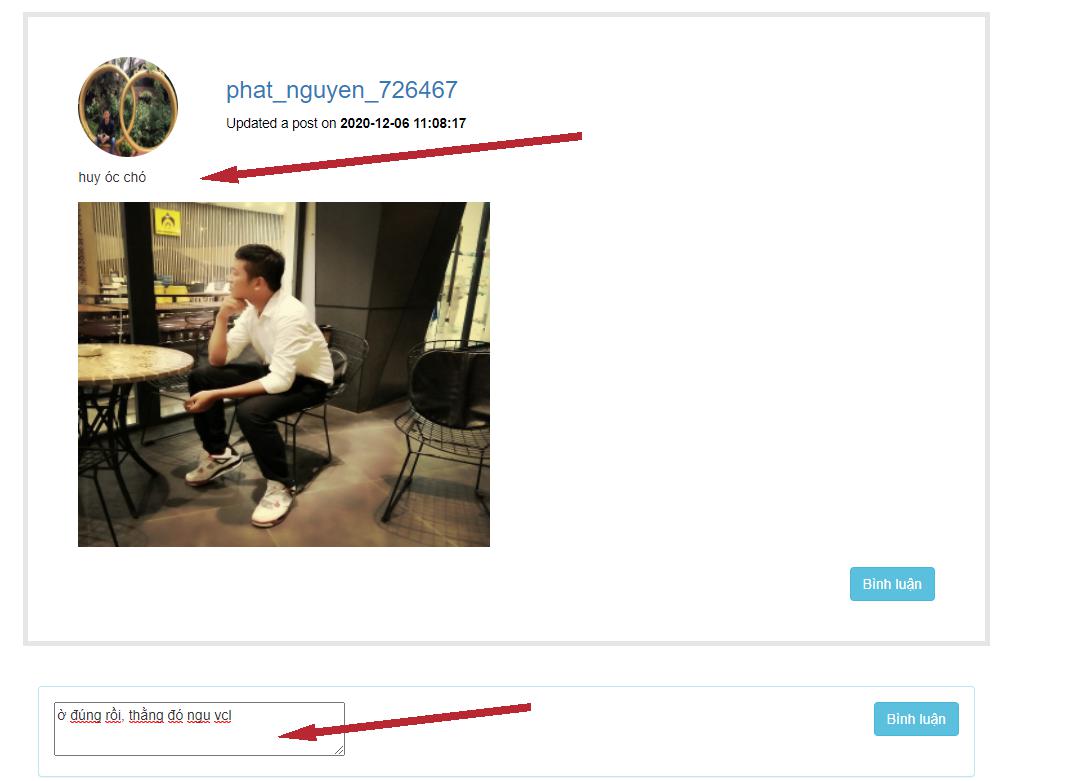 phat_nguyen_726467
Updated a post on 2020-12-06 11:08:17
huy óc chó
Bình luận
ờ đúng rồi, thằng đó ngu vcl
Bình luận